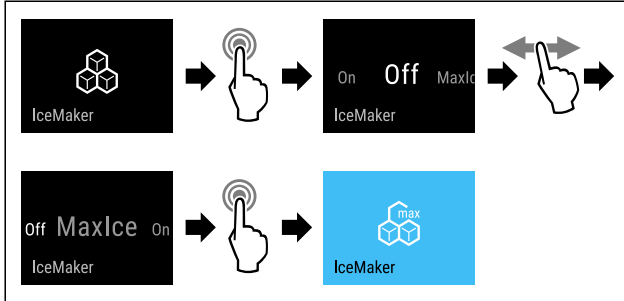 IceMaker
On Off MaxIc
IceMaker
Off MaxIce On
IceMaker
max
IceMaker